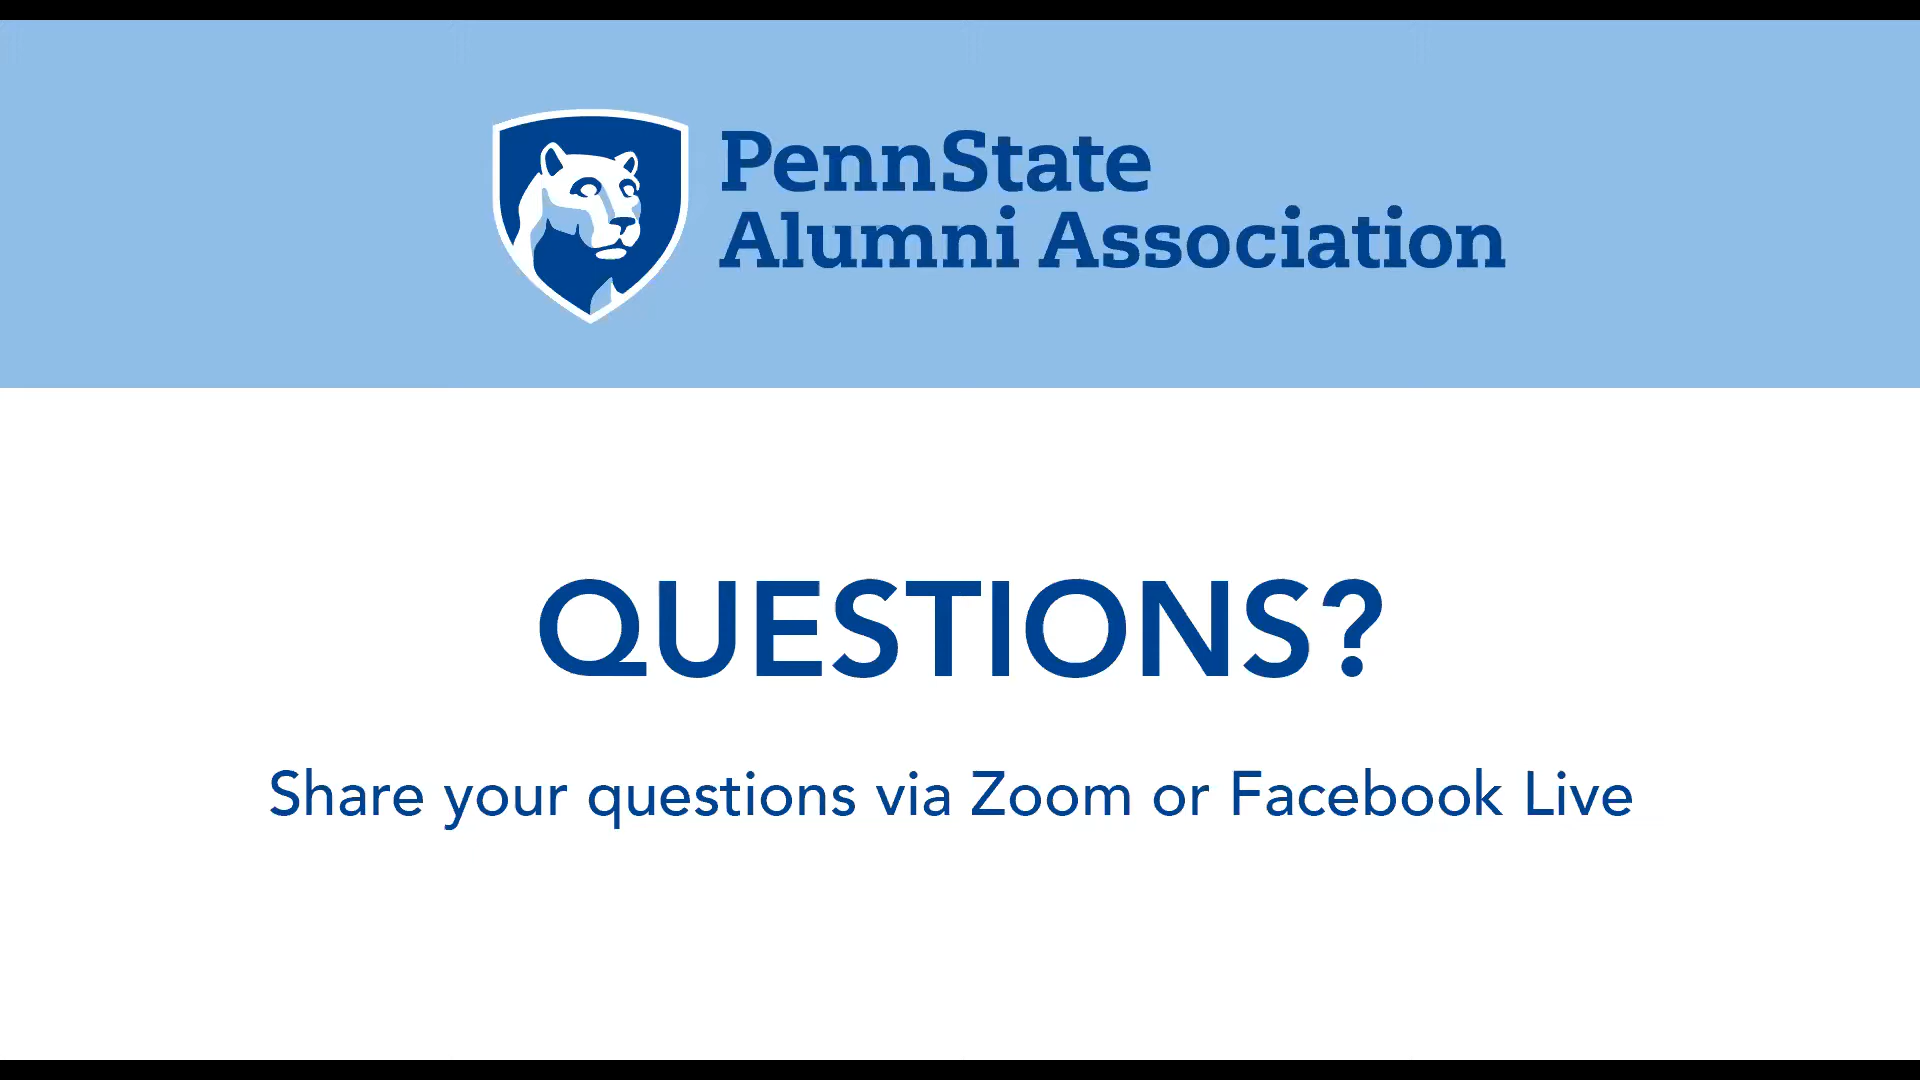 PennState
Alumni Association
QUESTIONS?
Share your questions via Zoom or Facebook Live